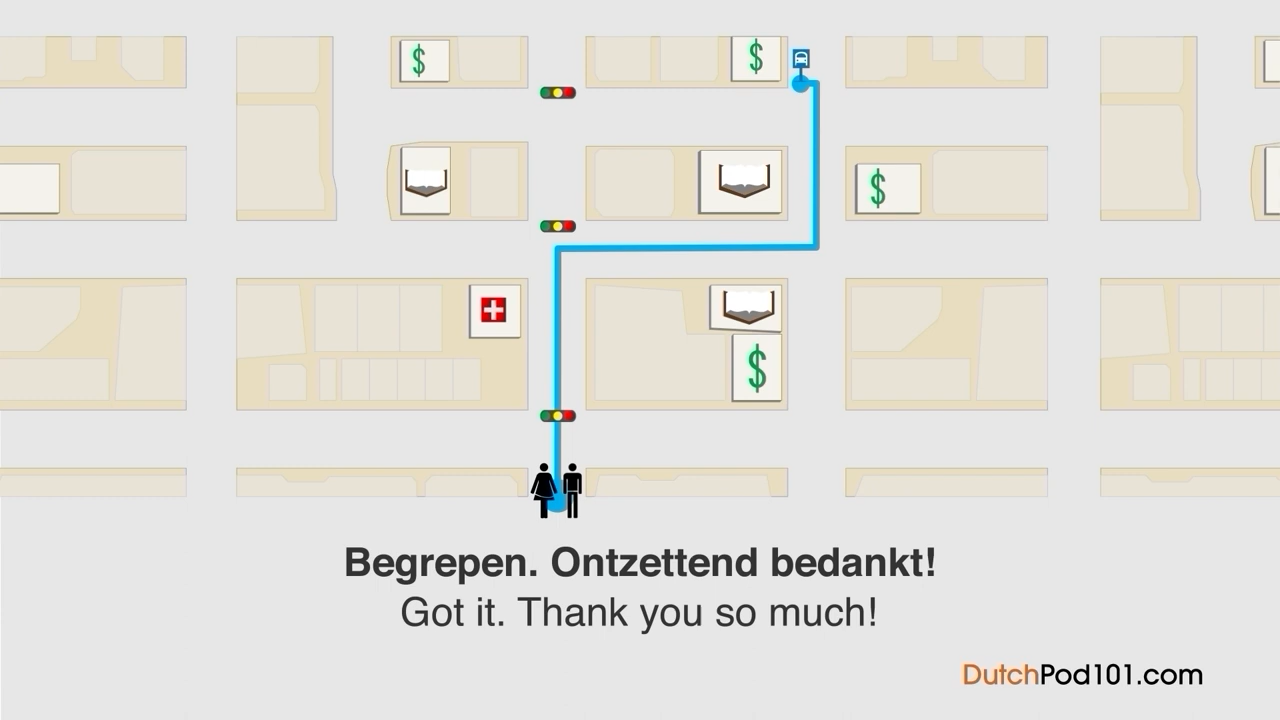 $
$
$
$
Begrepen. Ontzettend bedankt!
Got it. Thank you so much!
DutchPod101.com